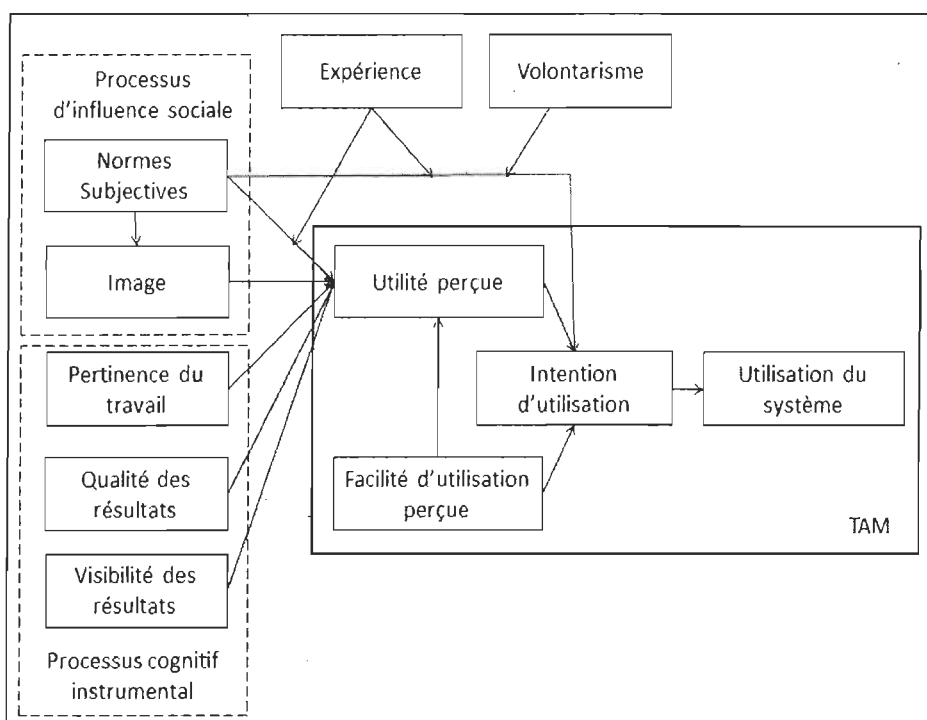 Processus
d'influence sociale
Expérience
Volontarisme
Normes
Subjectives
Image
Utilité perçue
Pertinence du
travail
Intention
d'utilisation
Utilisation du
système
Qualité des
résultats
Facilité d'utilisation
perçue
TAM
Visibilité des
résultats
Processus cognitif
instrumental